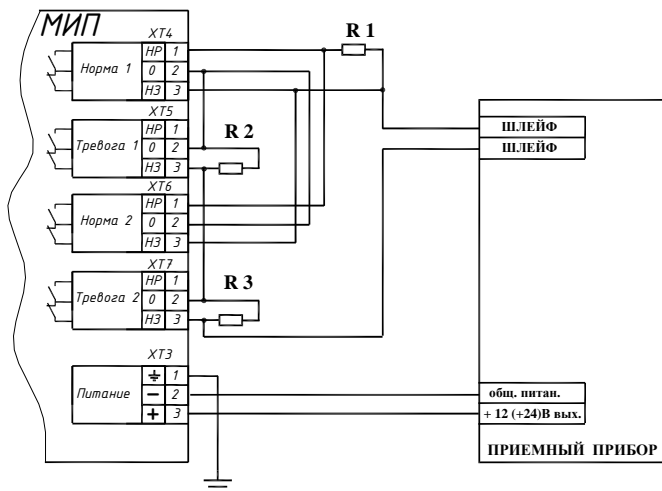 МИП
XT4
R 1
Норма 1
НР 1
0 2
НЗ 3
XT5
R 2
Тревога 1
НР 1
0 2
НЗ 3
ШЛЕЙФ
ШЛЕЙФ
XT6
Норма 2
НР 1
0 2
НЗ 3
XT7
R 3
Тревога 2
НР 1
0 2
НЗ 3
XT3
Питание
1
− 2
+ 3
общ. питан.
+ 12 (+24)В вых.
ПРИЕМНЫЙ ПРИБОР